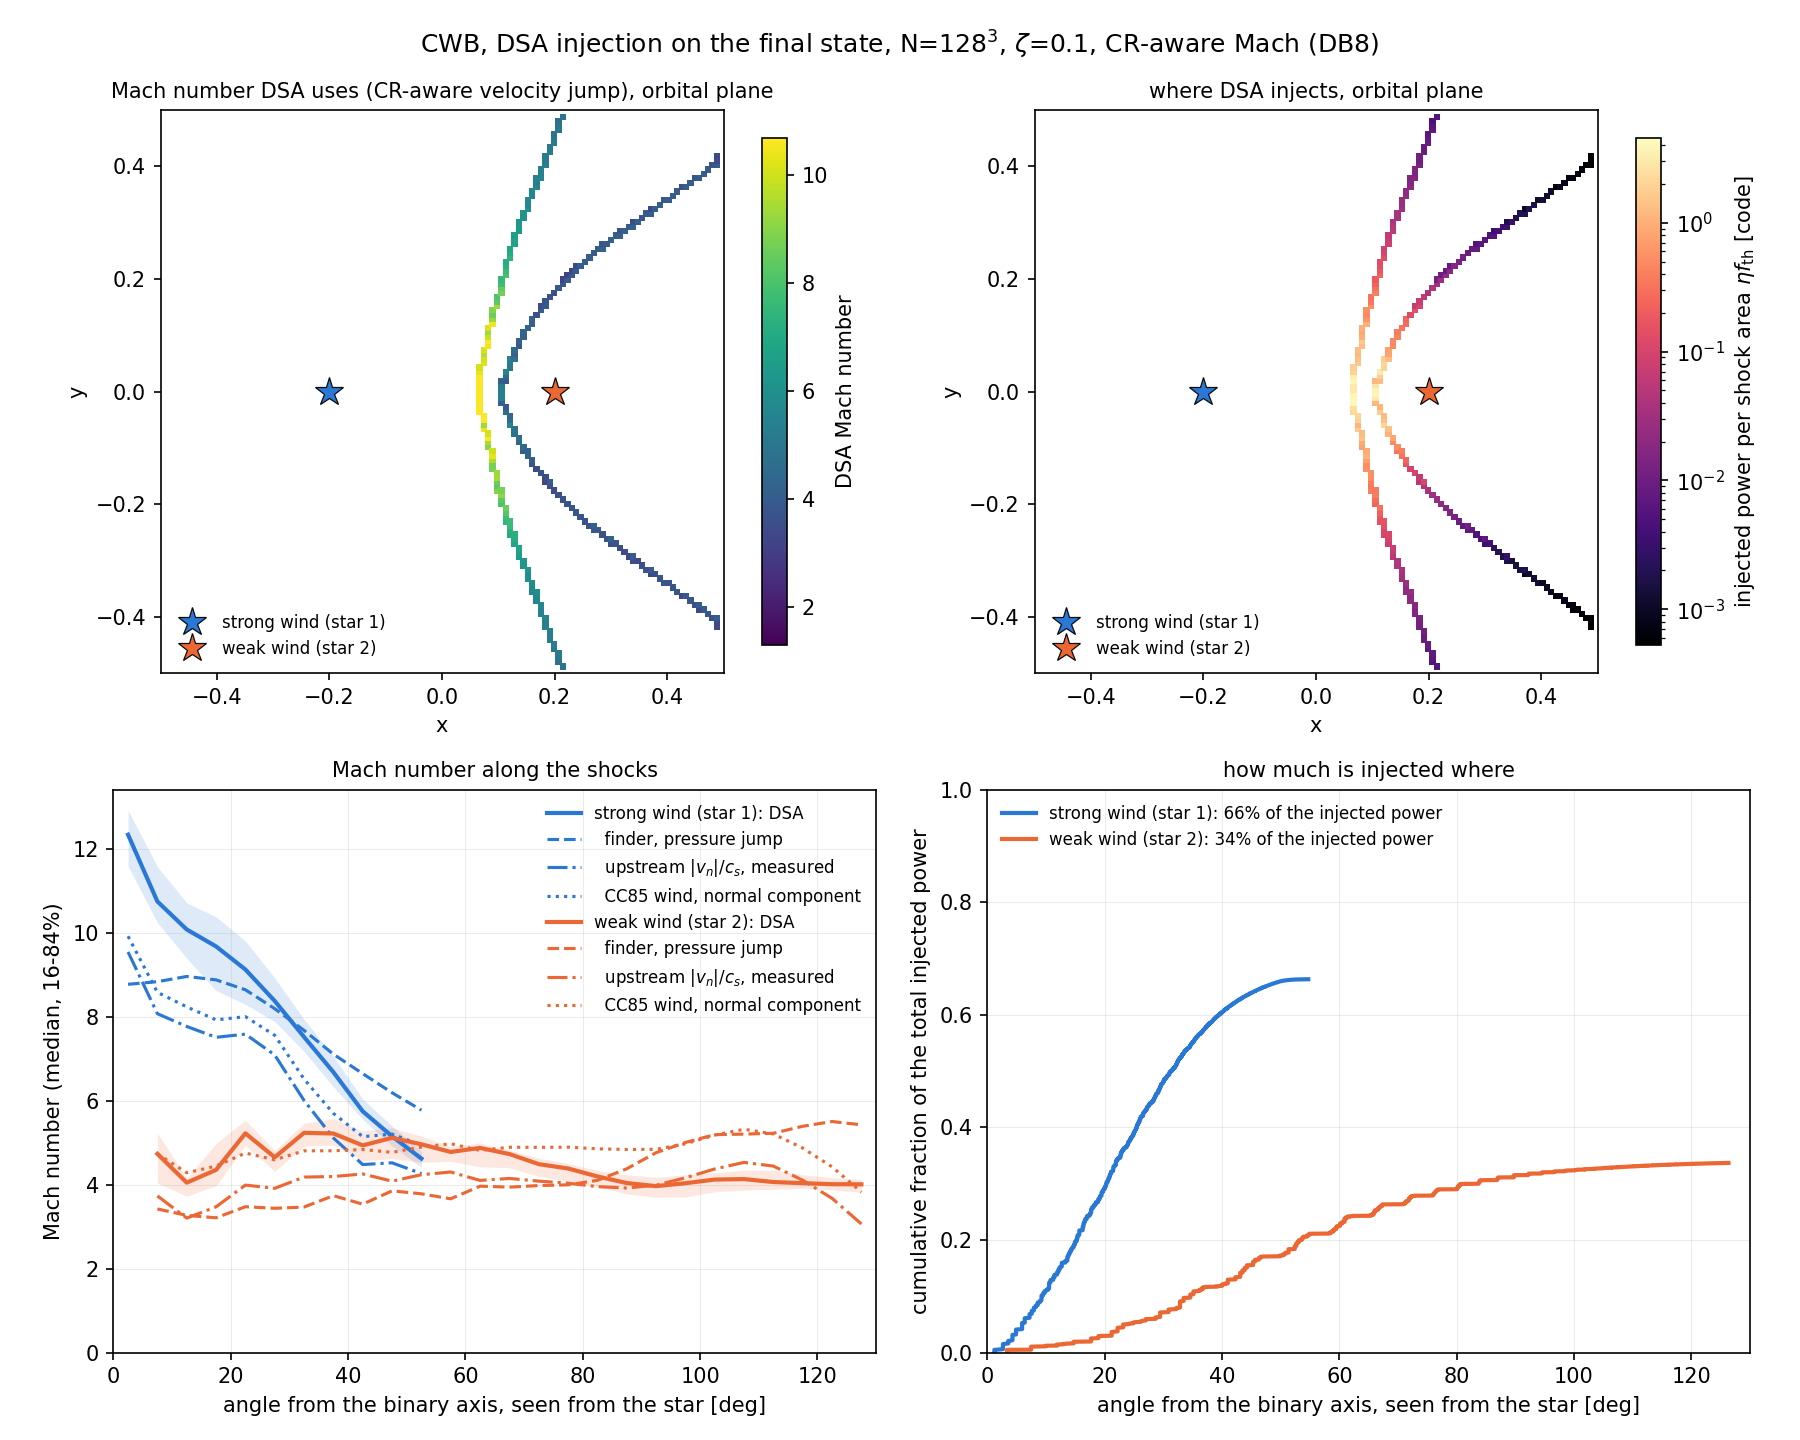 CWB, DSA injection on the final state, N=128³, ζ=0.1, CR-aware Mach (DB8)
Mach number DSA uses (CR-aware velocity jump), orbital plane
0.4
0.2
0.0
−0.2
−0.4
y
−0.4
−0.2
0.0
0.2
0.4
x
strong wind (star 1)
weak wind (star 2)
10
8
6
4
2
DSA Mach number
where DSA injects, orbital plane
0.4
0.2
0.0
−0.2
−0.4
y
−0.4
−0.2
0.0
0.2
0.4
x
strong wind (star 1)
weak wind (star 2)
10⁰
10⁻¹
10⁻²
10⁻³
injected power per shock area ηf_th [code]
Mach number along the shocks
12
10
8
6
4
2
0
Mach number (median, 16-84%)
0
20
40
60
80
100
120
angle from the binary axis, seen from the star [deg]
strong wind (star 1): DSA
finder, pressure jump
upstream |v_n|/c_s, measured
CC85 wind, normal component
weak wind (star 2): DSA
finder, pressure jump
upstream |v_n|/c_s, measured
CC85 wind, normal component
how much is injected where
1.0
0.8
0.6
0.4
0.2
0.0
cumulative fraction of the total injected power
0
20
40
60
80
100
120
angle from the binary axis, seen from the star [deg]
strong wind (star 1): 66% of the injected power
weak wind (star 2): 34% of the injected power